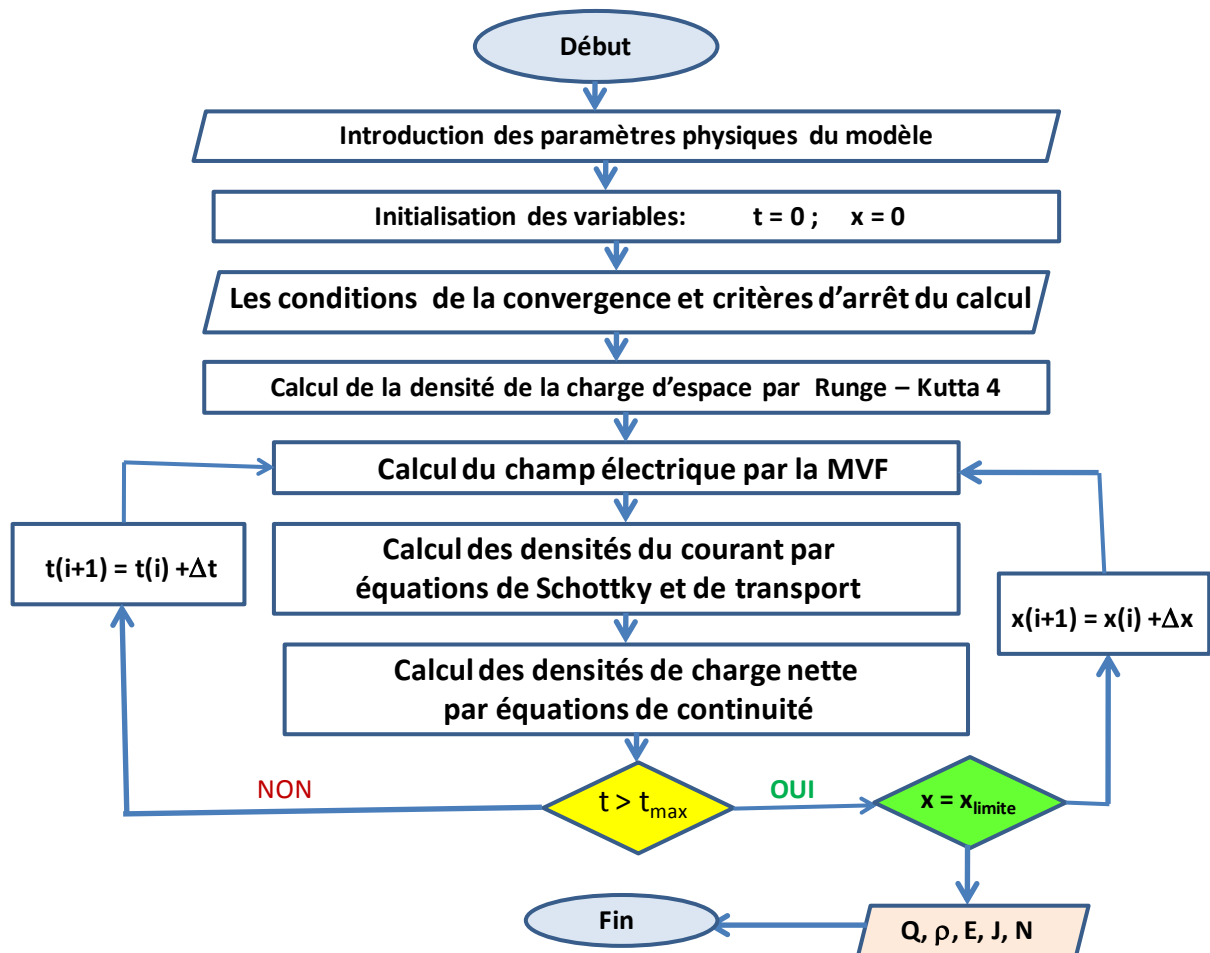 Début
Introduction des paramètres physiques du modèle
Initialisation des variables: t = 0 ; x = 0
Les conditions de la convergence et critères d'arrêt du calcul
Calcul de la densité de la charge d'espace par Runge – Kutta 4
Calcul du champ électrique par la MVF
t(i+1) = t(i) +Δt
Calcul des densités du courant par
équations de Schottky et de transport
x(i+1) = x(i) +Δx
Calcul des densités de charge nette
par équations de continuité
NON
t > tmax
OUI
x = xlimite
Fin
Q, ρ, E, J, N